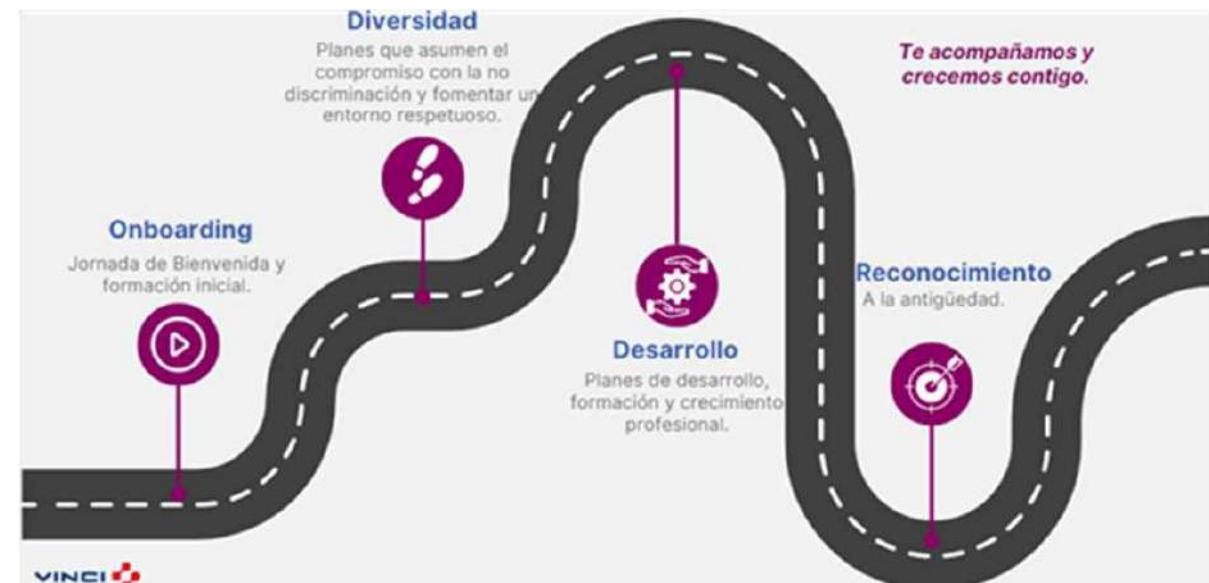 Diversidad
Planes que asumen el
compromiso con la no
discriminación y fomentar un
entorno respetuoso.
Te acompañamos y
crecemos contigo.
Onboarding
Jornada de Bienvenida y
formación inicial.
Desarrollo
Planes de desarrollo,
formación y crecimiento
profesional.
Reconocimiento
A la antigüedad.
VINCI